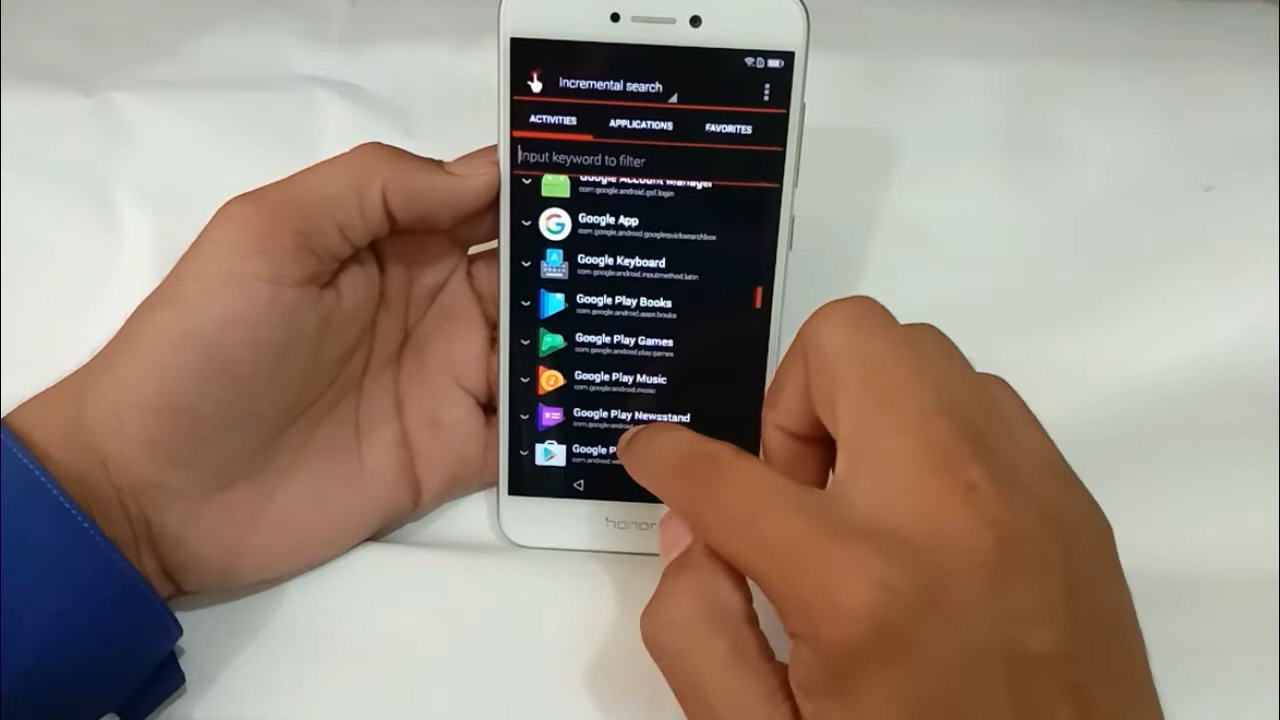 Incremental search
ACTIVITIES APPLICATIONS FAVORITES
Input keyword to filter
Google Account Manager
com.google.android.gsf.login
Google App
com.google.android.googlequicksearchbox
Google Keyboard
com.google.android.inputmethod.latin
Google Play Books
com.google.android.apps.books
Google Play Games
com.google.android.play.games
Google Play Music
com.google.android.music
Google Play Newsstand
com.google.android
Google P
com.android
honor